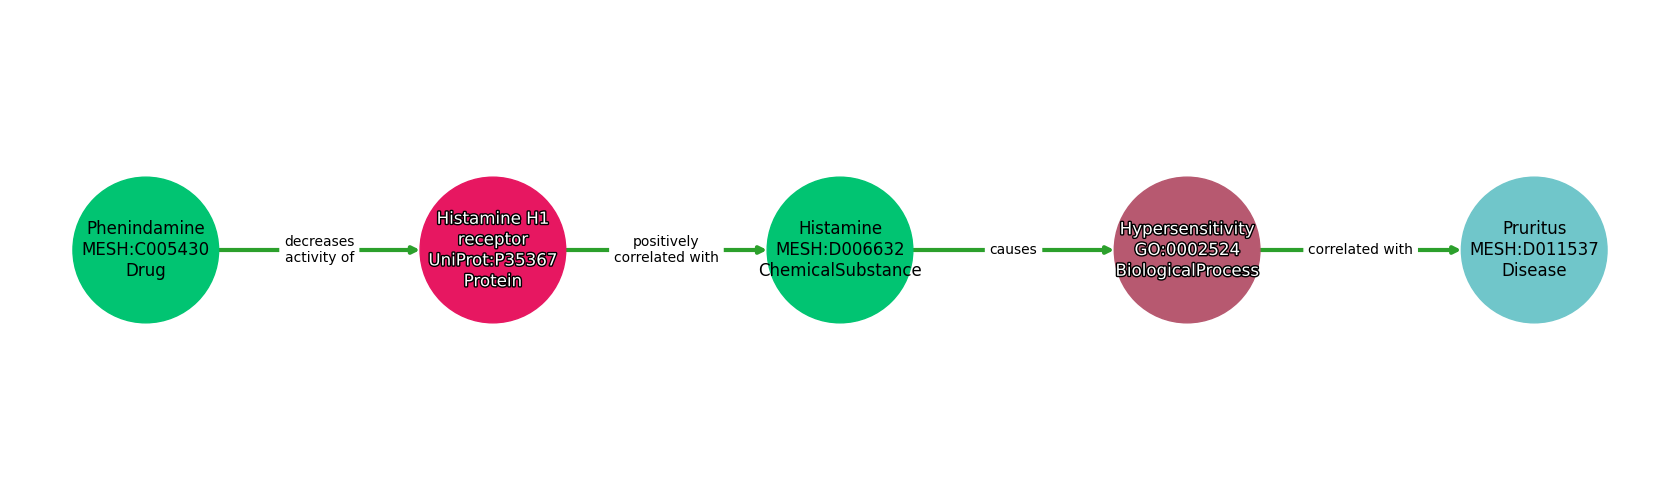 Phenindamine
MESH:C005430
Drug
decreases
activity of
Histamine H1
receptor
UniProt:P35367
Protein
positively
correlated with
Histamine
MESH:D006632
ChemicalSubstance
causes
Hypersensitivity
GO:0002524
BiologicalProcess
correlated with
Pruritus
MESH:D011537
Disease